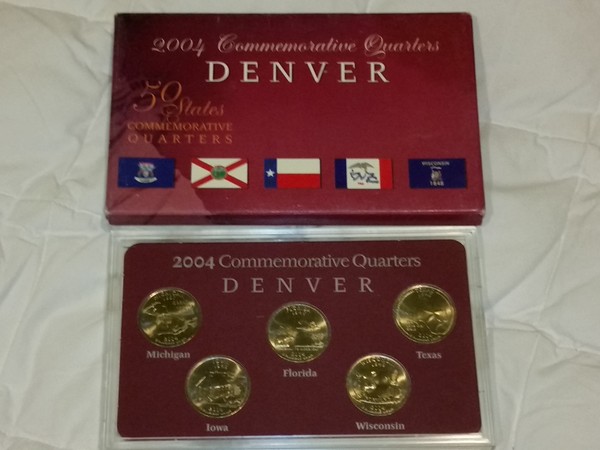 2004 Commemorative Quarters
DENVER
50 States
COMMEMORATIVE
QUARTERS
WISCONSIN
1848
2004 Commemorative Quarters
DENVER
Michigan
Florida
Texas
Iowa
Wisconsin